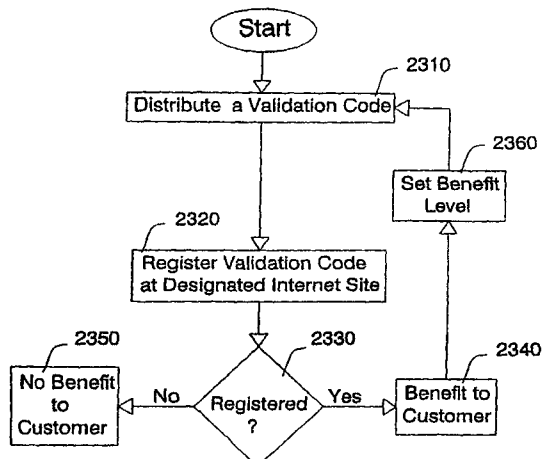 Start
2310
Distribute a Validation Code
2360
Set Benefit
Level
2320
Register Validation Code
at Designated Internet Site
2350
2330
2340
No Benefit
to
Customer
No
Registered
?
Yes
Benefit to
Customer